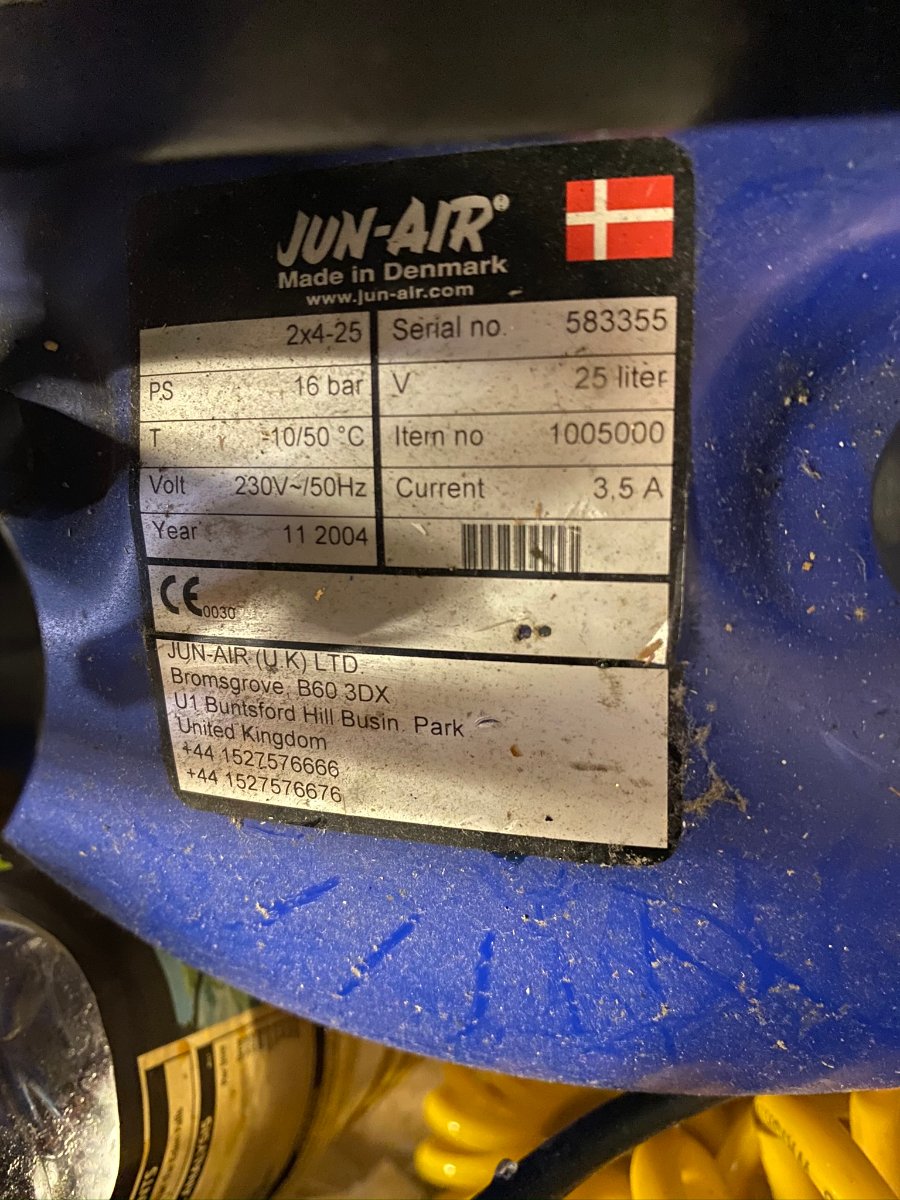 JUN-AIR®
Made in Denmark
www.jun-air.com
2x4-25
Serial no. 583355
PS 16 bar
V 25 liter
T -10/50 °C
Item no 1005000
Volt 230V~/50Hz
Current 3,5 A
Year 11 2004
CE 0030
JUN-AIR (U.K) LTD.
Bromsgrove, B60 3DX
U1 Buntsford Hill Busin. Park
United Kingdom
+44 1527576666
+44 1527576676